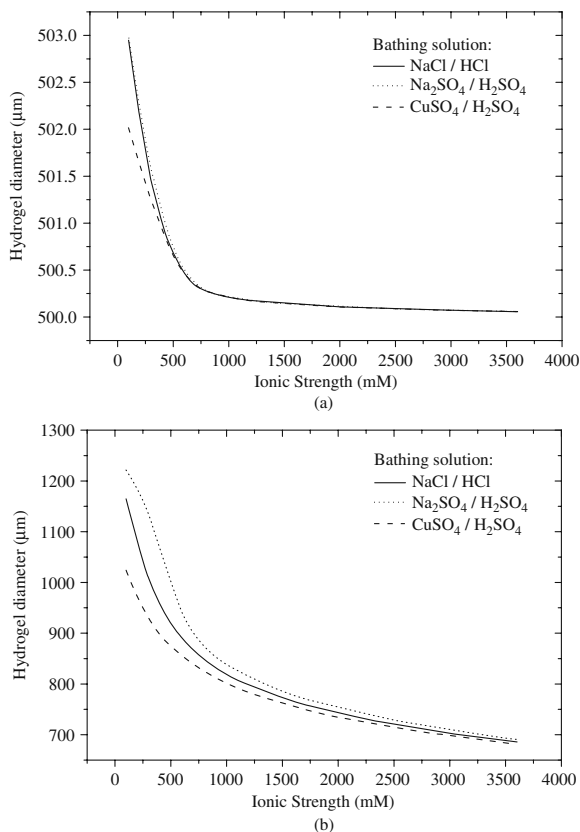 503.0
502.5
502.0
501.5
501.0
500.5
500.0
Hydrogel diameter (μm)
Bathing solution:
NaCl / HCl
Na₂SO₄ / H₂SO₄
CuSO₄ / H₂SO₄
0 500 1000 1500 2000 2500 3000 3500 4000
Ionic Strength (mM)
(a)
1300
1200
1100
1000
900
800
700
Hydrogel diameter (μm)
Bathing solution:
NaCl / HCl
Na₂SO₄ / H₂SO₄
CuSO₄ / H₂SO₄
0 500 1000 1500 2000 2500 3000 3500 4000
Ionic Strength (mM)
(b)